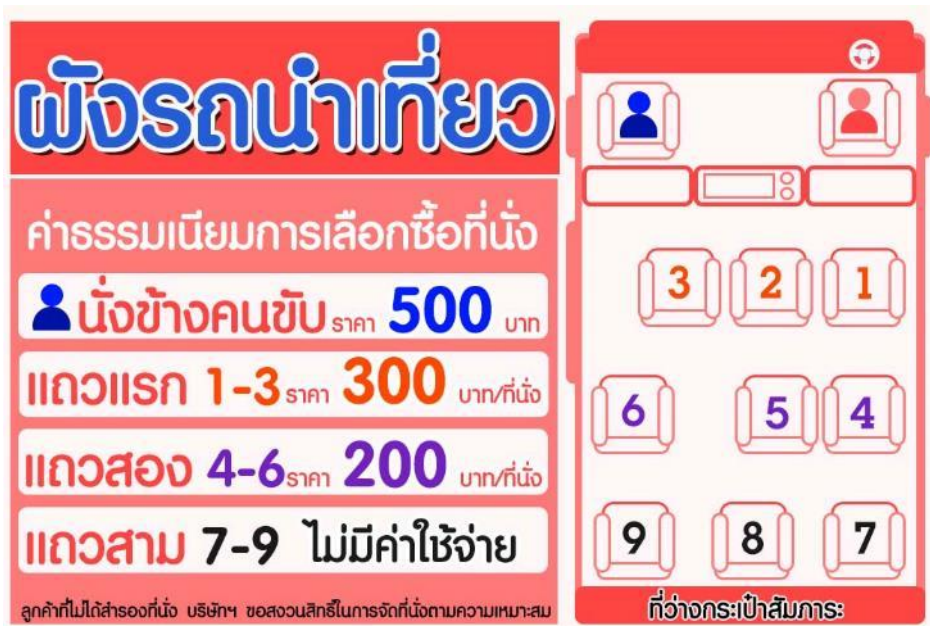 ผังรถนำเที่ยว
ค่าธรรมเนียมการเลือกซื้อที่นั่ง
นั่งข้างคนขับ ราคา 500 บาท
แถวแรก 1-3 ราคา 300 บาท/ที่นั่ง
แถวสอง 4-6 ราคา 200 บาท/ที่นั่ง
แถวสาม 7-9 ไม่มีค่าใช้จ่าย
ลูกค้าที่ไม่ได้สำรองที่นั่ง บริษัทฯ ขอสงวนสิทธิ์ในการจัดที่นั่งตามความเหมาะสม
3 2 1
6 5 4
9 8 7
ที่ว่างกระเป๋าสัมภาระ